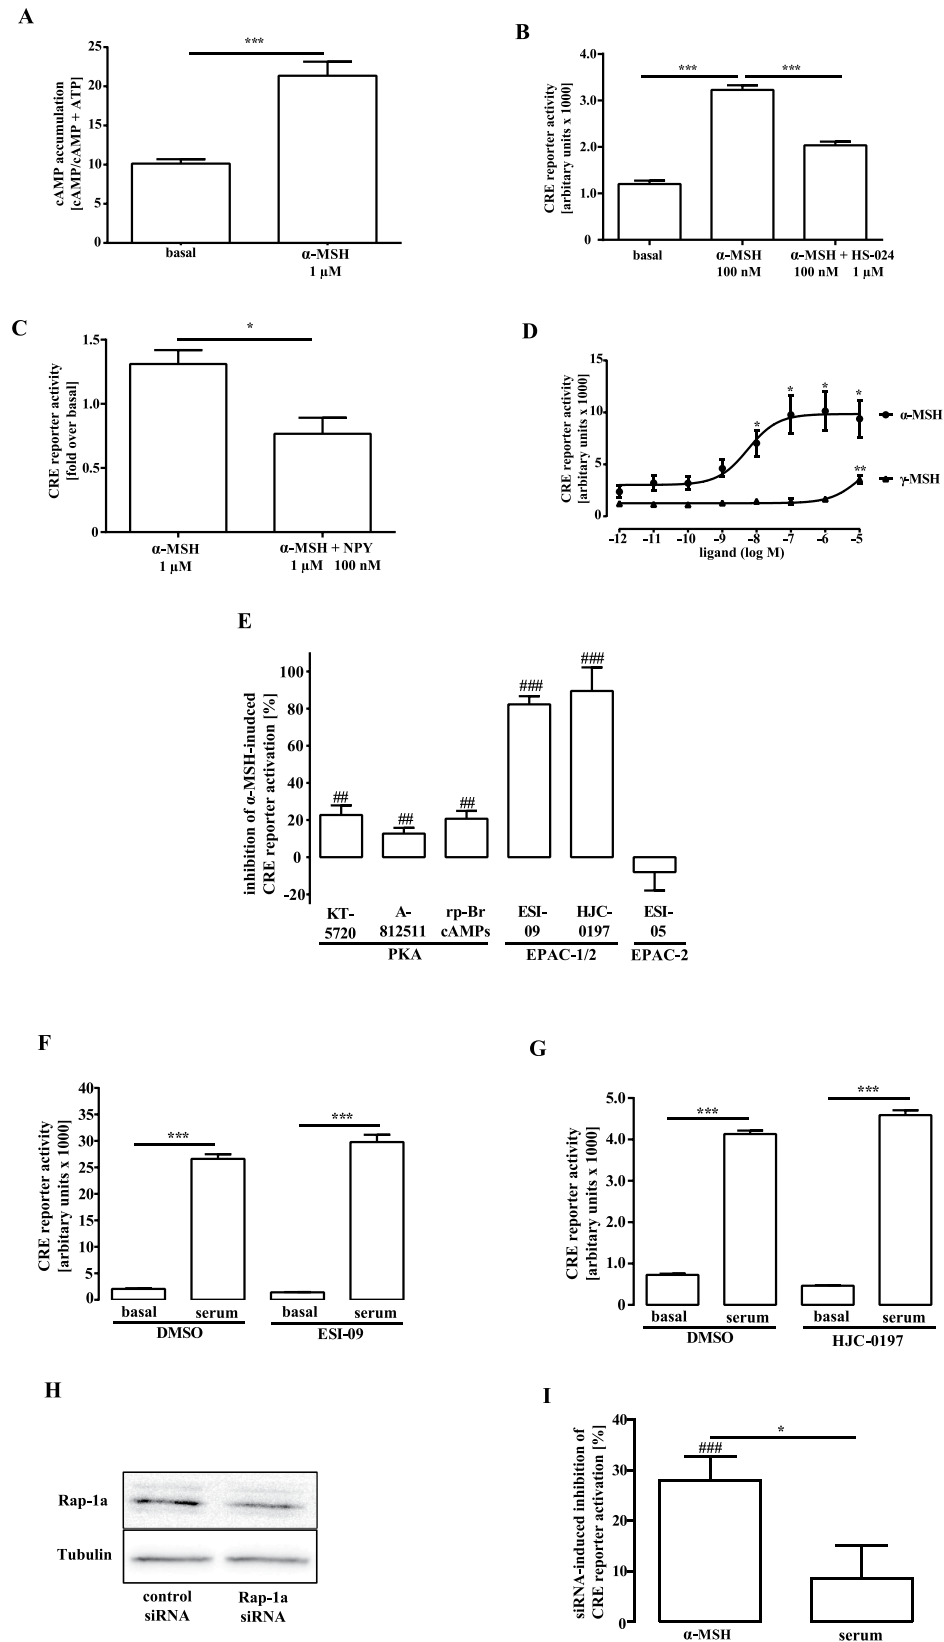 A
***
cAMP accumulation
[cAMP/cAMP + ATP]
25
20
15
10
5
0
basal
α-MSH
1 µM
B
***
***
CRE reporter activity
[arbitary units x 1000]
4.0
3.0
2.0
1.0
0
basal
α-MSH
100 nM
α-MSH + HS-024
100 nM 1 µM
C
*
CRE reporter activity
[fold over basal]
1.5
1.0
0.5
0
α-MSH
1 µM
α-MSH + NPY
1 µM 100 nM
D
CRE reporter activity
[arbitary units x 1000]
15
10
5
0
* * * *
**
α-MSH
γ-MSH
-12 -11 -10 -9 -8 -7 -6 -5
ligand (log M)
E
inhibition of α-MSH-inudced
CRE reporter activation [%]
100
80
60
40
20
0
-20
## ## ## ### ###
KT-
5720
A-
812511
rp-Br
cAMPs
ESI-
09
HJC-
0197
ESI-
05
PKA
EPAC-1/2
EPAC-2
F
CRE reporter activity
[arbitary units x 1000]
40
35
30
25
20
15
10
5
0
***
***
basal serum basal serum
DMSO ESI-09
G
CRE reporter activity
[arbitary units x 1000]
5.0
4.0
3.0
2.0
1.0
0
***
***
basal serum basal serum
DMSO HJC-0197
H
Rap-1a
Tubulin
control
siRNA
Rap-1a
siRNA
I
siRNA-induced inhibition of
CRE reporter activation [%]
40
30
20
10
0
###
*
α-MSH serum